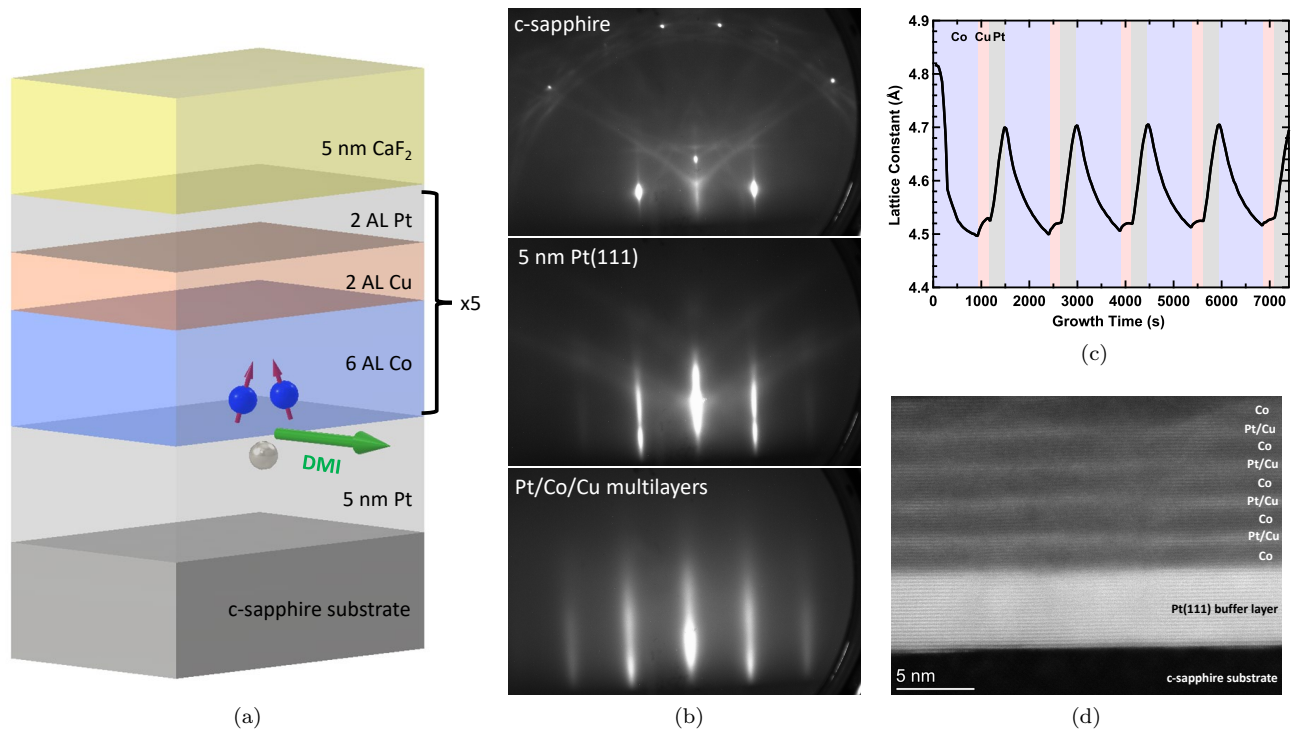 5 nm CaF₂
2 AL Pt
2 AL Cu
x5
6 AL Co
DMI
5 nm Pt
c-sapphire substrate
(a)
c-sapphire
5 nm Pt(111)
Pt/Co/Cu multilayers
(b)
Co Cu Pt
4.9
4.8
4.7
4.6
4.5
4.4
Lattice Constant (Å)
0 1000 2000 3000 4000 5000 6000 7000
Growth Time (s)
(c)
Co
Pt/Cu
Co
Pt/Cu
Co
Pt/Cu
Co
Pt/Cu
Co
Pt(111) buffer layer
5 nm
c-sapphire substrate
(d)